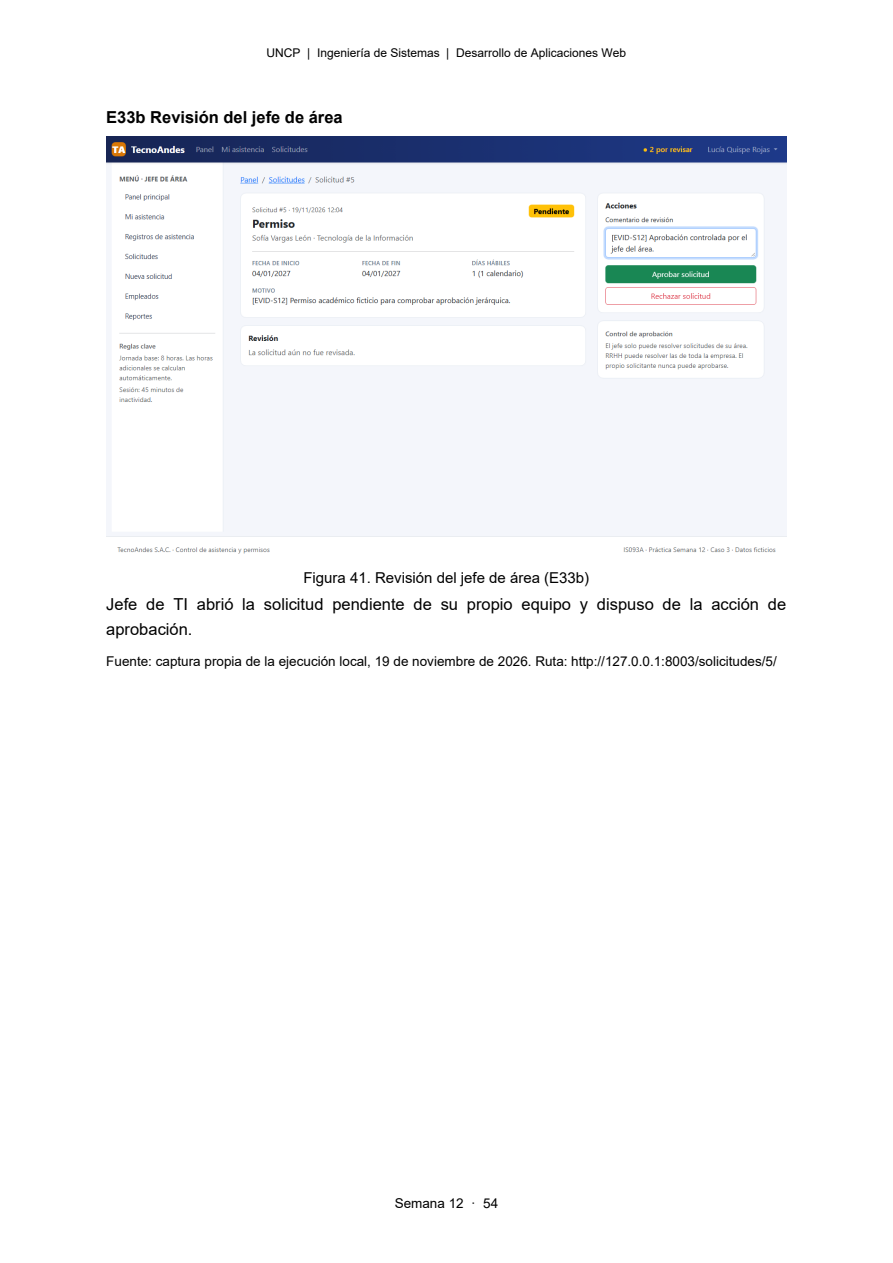 UNCP | Ingeniería de Sistemas | Desarrollo de Aplicaciones Web
E33b Revisión del jefe de área
TA TecnoAndes Panel Mi asistencia Solicitudes
2 por revisar Lucía Quispe Rojas
MENÚ · JEFE DE ÁREA
Panel principal
Mi asistencia
Registros de asistencia
Solicitudes
Nueva solicitud
Empleados
Reportes
Reglas clave
Jornada base: 8 horas. Las horas
adicionales se calculan
automáticamente.
Sesión: 45 minutos de
inactividad.
Panel / Solicitudes / Solicitud #5
Solicitud #5 · 19/11/2026 12:04
Pendiente
Permiso
Sofía Vargas León · Tecnología de la Información
FECHA DE INICIO FECHA DE FIN DÍAS HÁBILES
04/01/2027 04/01/2027 1 (1 calendario)
MOTIVO
[EVID-S12] Permiso académico ficticio para comprobar aprobación jerárquica.
Revisión
La solicitud aún no fue revisada.
Acciones
Comentario de revisión
[EVID-S12] Aprobación controlada por el
jefe del área.
Aprobar solicitud
Rechazar solicitud
Control de aprobación
El jefe solo puede resolver solicitudes de su área.
RRHH puede resolver las de toda la empresa. El
propio solicitante nunca puede aprobarse.
TecnoAndes S.A.C. · Control de asistencia y permisos
IS093A · Práctica Semana 12 · Caso 3 · Datos ficticios
Figura 41. Revisión del jefe de área (E33b)
Jefe de TI abrió la solicitud pendiente de su propio equipo y dispuso de la acción de
aprobación.
Fuente: captura propia de la ejecución local, 19 de noviembre de 2026. Ruta: http://127.0.0.1:8003/solicitudes/5/
Semana 12 · 54